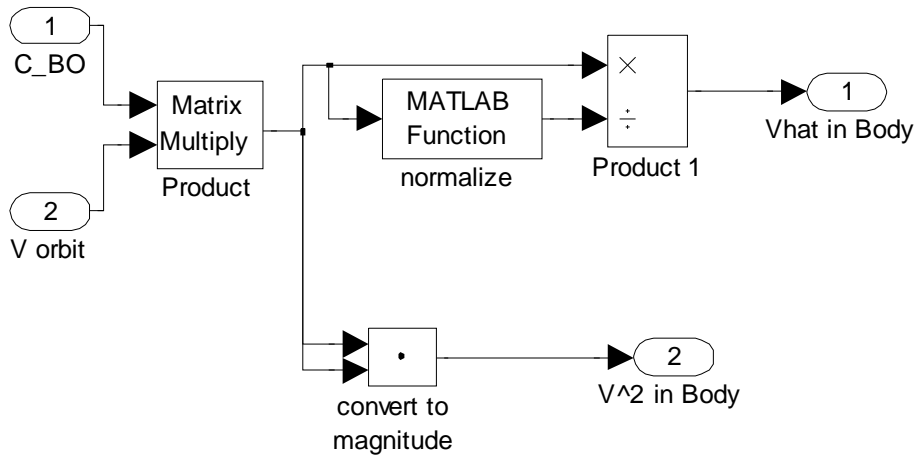 1
C_BO
Matrix
Multiply
Product
2
V orbit
MATLAB
Function
normalize
×
÷
Product 1
1
Vhat in Body
convert to
magnitude
2
V^2 in Body